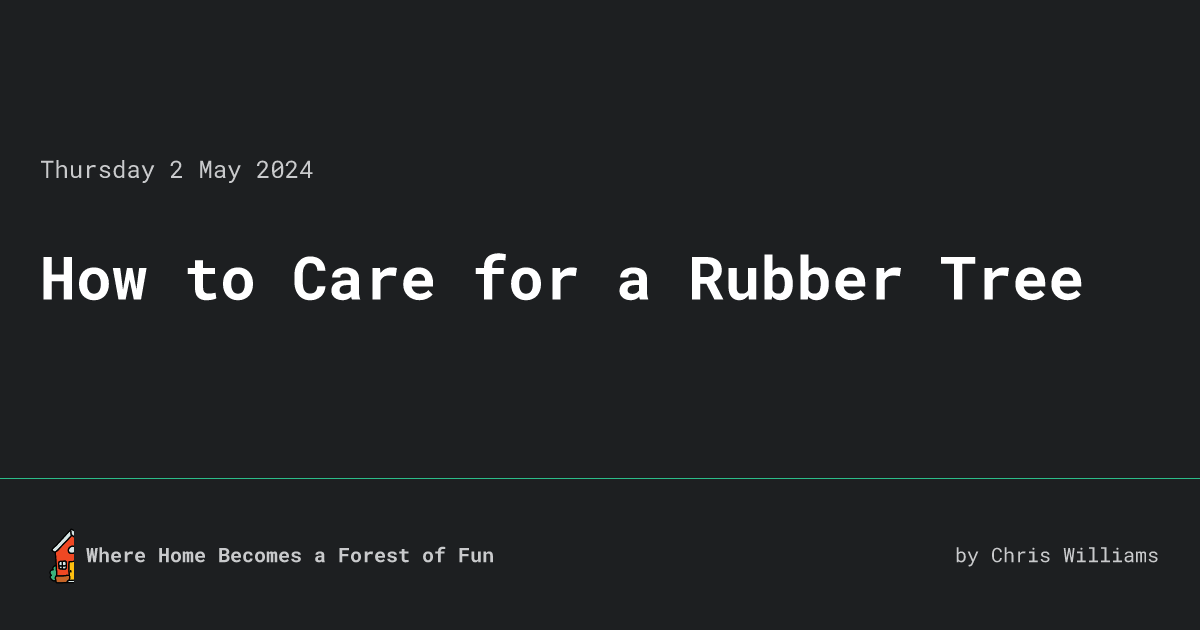 Thursday 2 May 2024
How to Care for a Rubber Tree
Where Home Becomes a Forest of Fun
by Chris Williams